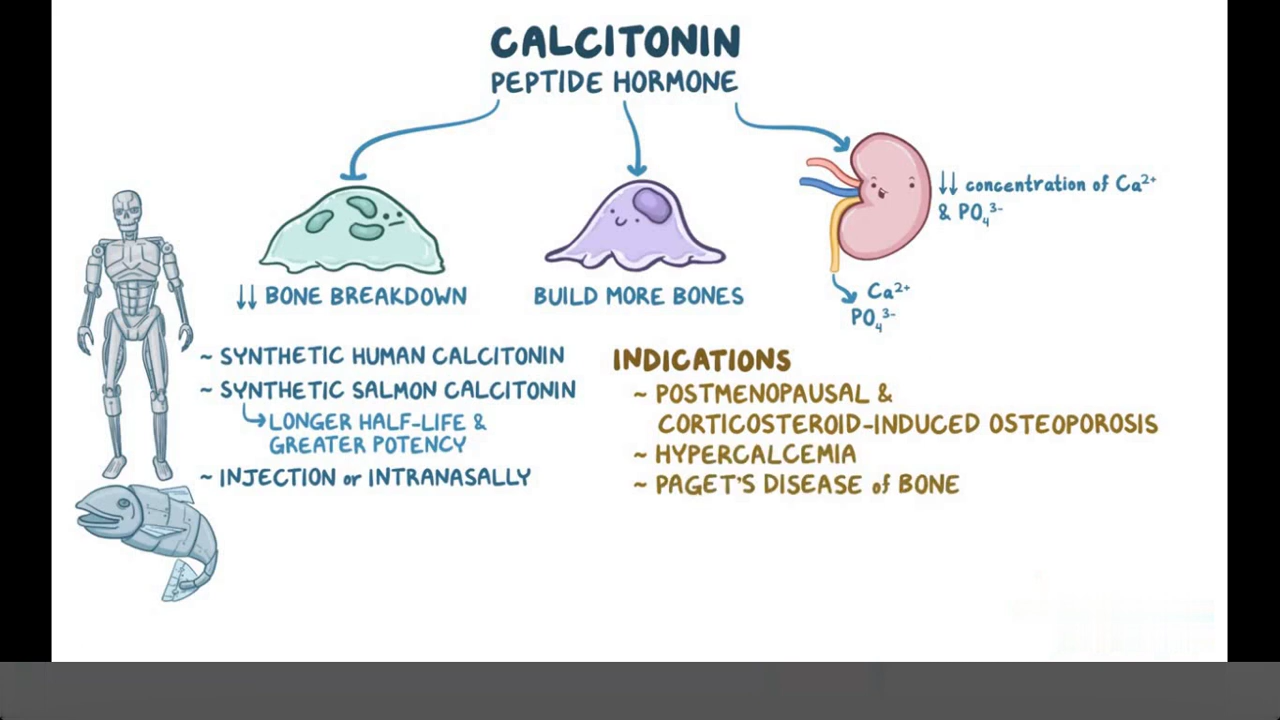 CALCITONIN
PEPTIDE HORMONE
↓↓ concentration of Ca²⁺
& PO₄³⁻
Ca²⁺
PO₄³⁻
↓↓ BONE BREAKDOWN
BUILD MORE BONES
~ SYNTHETIC HUMAN CALCITONIN
~ SYNTHETIC SALMON CALCITONIN
↳ LONGER HALF-LIFE &
GREATER POTENCY
~ INJECTION or INTRANASALLY
INDICATIONS
~ POSTMENOPAUSAL &
CORTICOSTEROID-INDUCED OSTEOPOROSIS
~ HYPERCALCEMIA
~ PAGET'S DISEASE of BONE